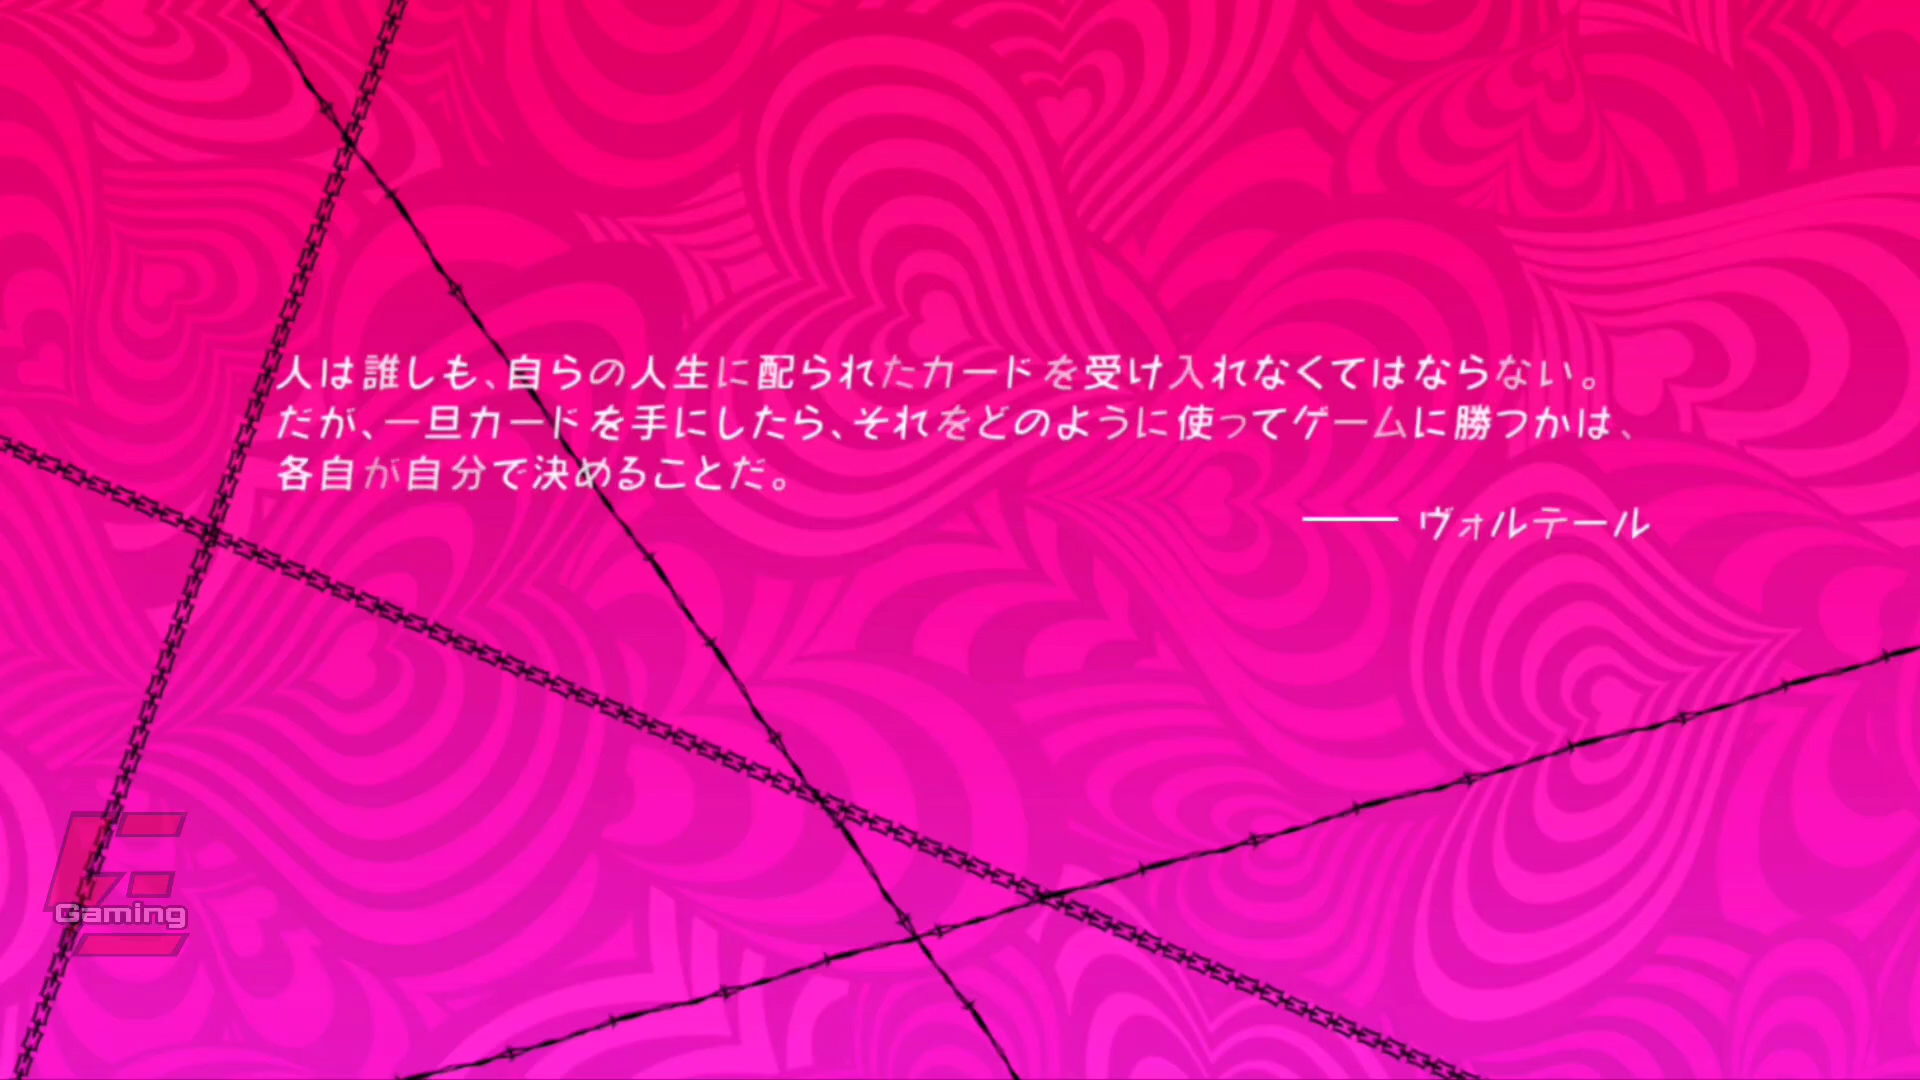 人は誰しも、自らの人生に配られたカードを受け入れなくてはならない。
だが、一旦カードを手にしたら、それをどのように使ってゲームに勝つかは、
各自が自分で決めることだ。
―― ヴォルテール
Gaming